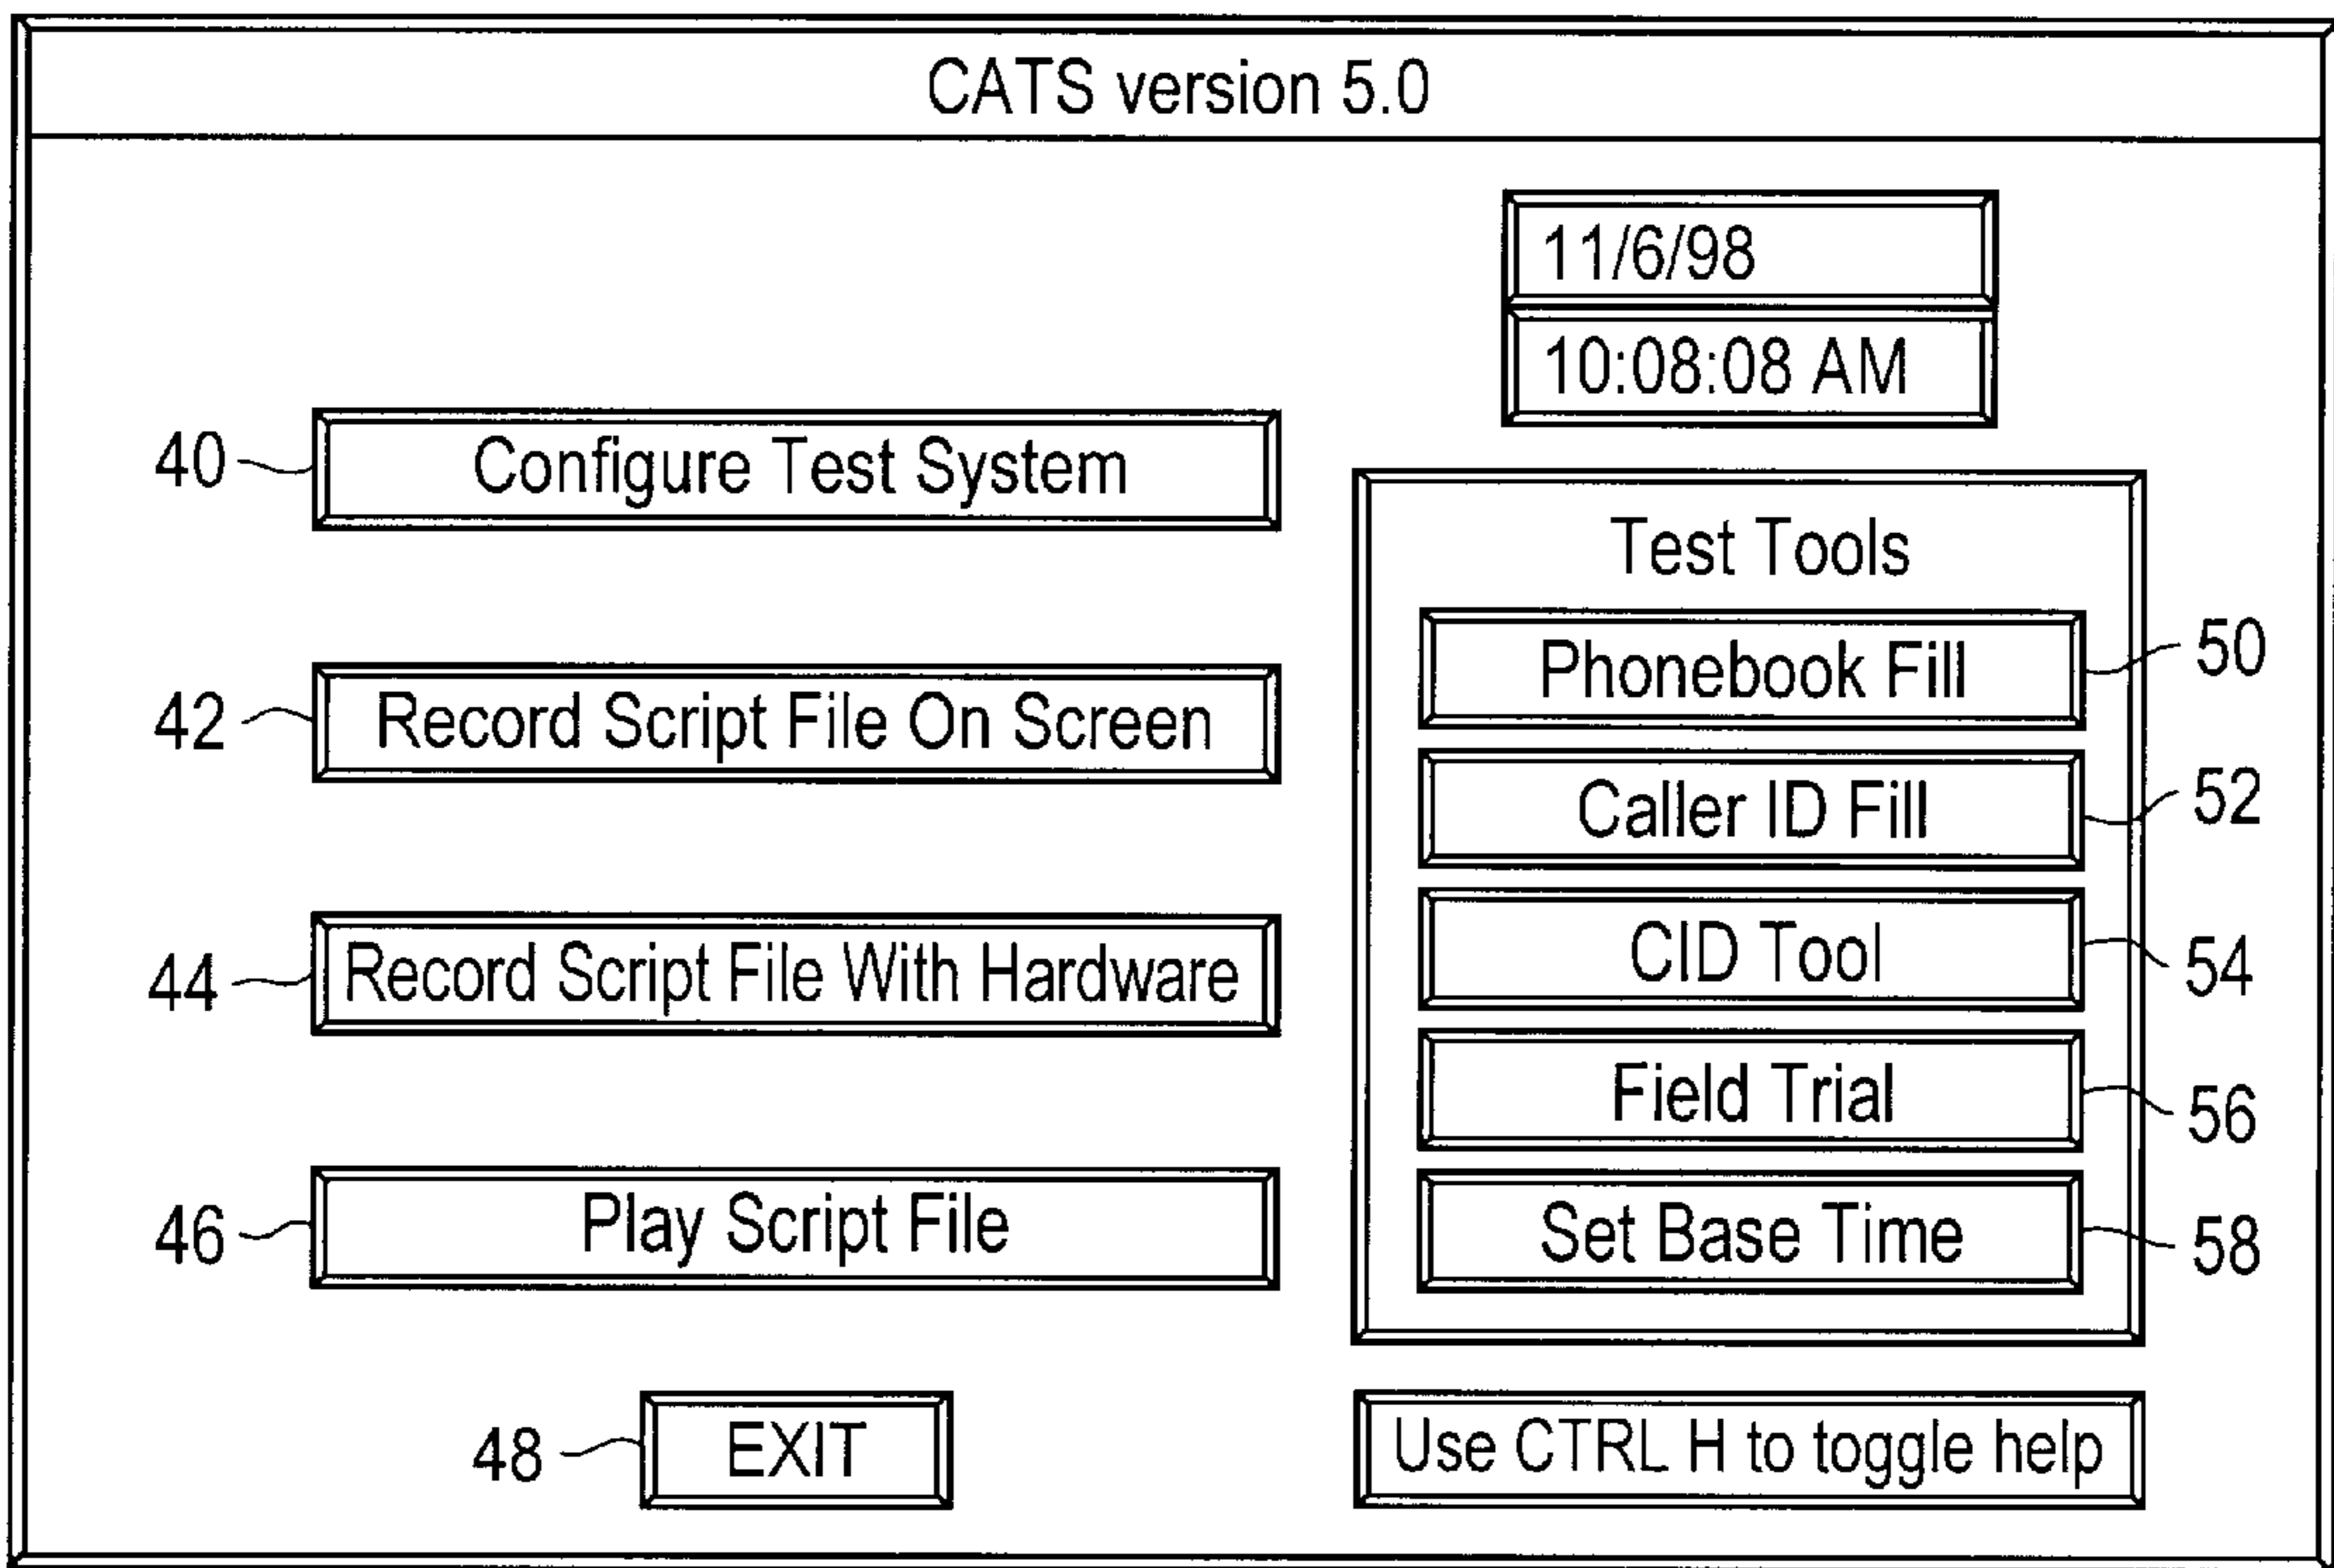 CATS version 5.0
11/6/98
10:08:08 AM
40 Configure Test System
42 Record Script File On Screen
44 Record Script File With Hardware
46 Play Script File
48 EXIT
Test Tools
Phonebook Fill 50
Caller ID Fill 52
CID Tool 54
Field Trial 56
Set Base Time 58
Use CTRL H to toggle help